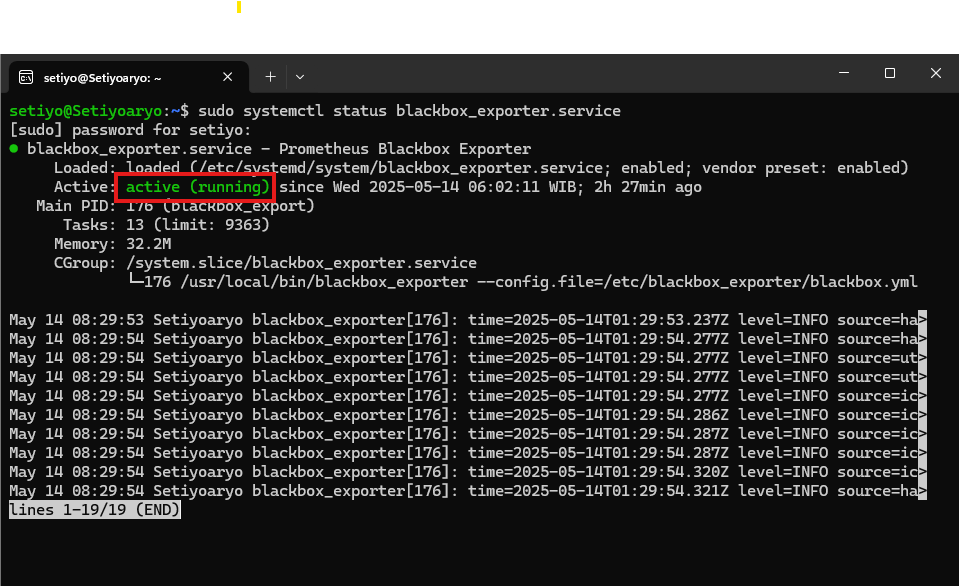 setiyo@Setiyoaryo: ~
setiyo@Setiyoaryo:~$ sudo systemctl status blackbox_exporter.service
[sudo] password for setiyo:
● blackbox_exporter.service - Prometheus Blackbox Exporter
Loaded: loaded (/etc/systemd/system/blackbox_exporter.service; enabled; vendor preset: enabled)
Active: active (running) since Wed 2025-05-14 06:02:11 WIB; 2h 27min ago
Main PID: 176 (blackbox_export)
Tasks: 13 (limit: 9363)
Memory: 32.2M
CGroup: /system.slice/blackbox_exporter.service
└─176 /usr/local/bin/blackbox_exporter --config.file=/etc/blackbox_exporter/blackbox.yml
May 14 08:29:53 Setiyoaryo blackbox_exporter[176]: time=2025-05-14T01:29:53.237Z level=INFO source=ha>
May 14 08:29:54 Setiyoaryo blackbox_exporter[176]: time=2025-05-14T01:29:54.277Z level=INFO source=ha>
May 14 08:29:54 Setiyoaryo blackbox_exporter[176]: time=2025-05-14T01:29:54.277Z level=INFO source=ut>
May 14 08:29:54 Setiyoaryo blackbox_exporter[176]: time=2025-05-14T01:29:54.277Z level=INFO source=ut>
May 14 08:29:54 Setiyoaryo blackbox_exporter[176]: time=2025-05-14T01:29:54.277Z level=INFO source=ic>
May 14 08:29:54 Setiyoaryo blackbox_exporter[176]: time=2025-05-14T01:29:54.286Z level=INFO source=ic>
May 14 08:29:54 Setiyoaryo blackbox_exporter[176]: time=2025-05-14T01:29:54.287Z level=INFO source=ic>
May 14 08:29:54 Setiyoaryo blackbox_exporter[176]: time=2025-05-14T01:29:54.287Z level=INFO source=ic>
May 14 08:29:54 Setiyoaryo blackbox_exporter[176]: time=2025-05-14T01:29:54.320Z level=INFO source=ic>
May 14 08:29:54 Setiyoaryo blackbox_exporter[176]: time=2025-05-14T01:29:54.321Z level=INFO source=ha>
lines 1-19/19 (END)